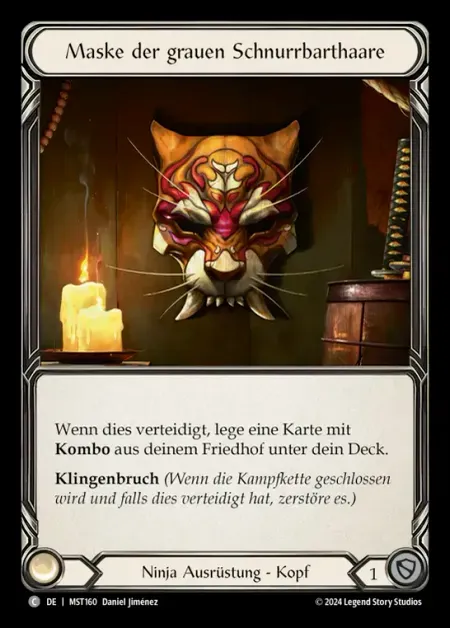 Maske der grauen Schnurrbarthaare
Wenn dies verteidigt, lege eine Karte mit
Kombo aus deinem Friedhof unter dein Deck.
Klingenbruch (Wenn die Kampfkette geschlossen
wird und falls dies verteidigt hat, zerstöre es.)
Ninja Ausrüstung - Kopf
1
C DE | MST160 Daniel Jiménez
© 2024 Legend Story Studios